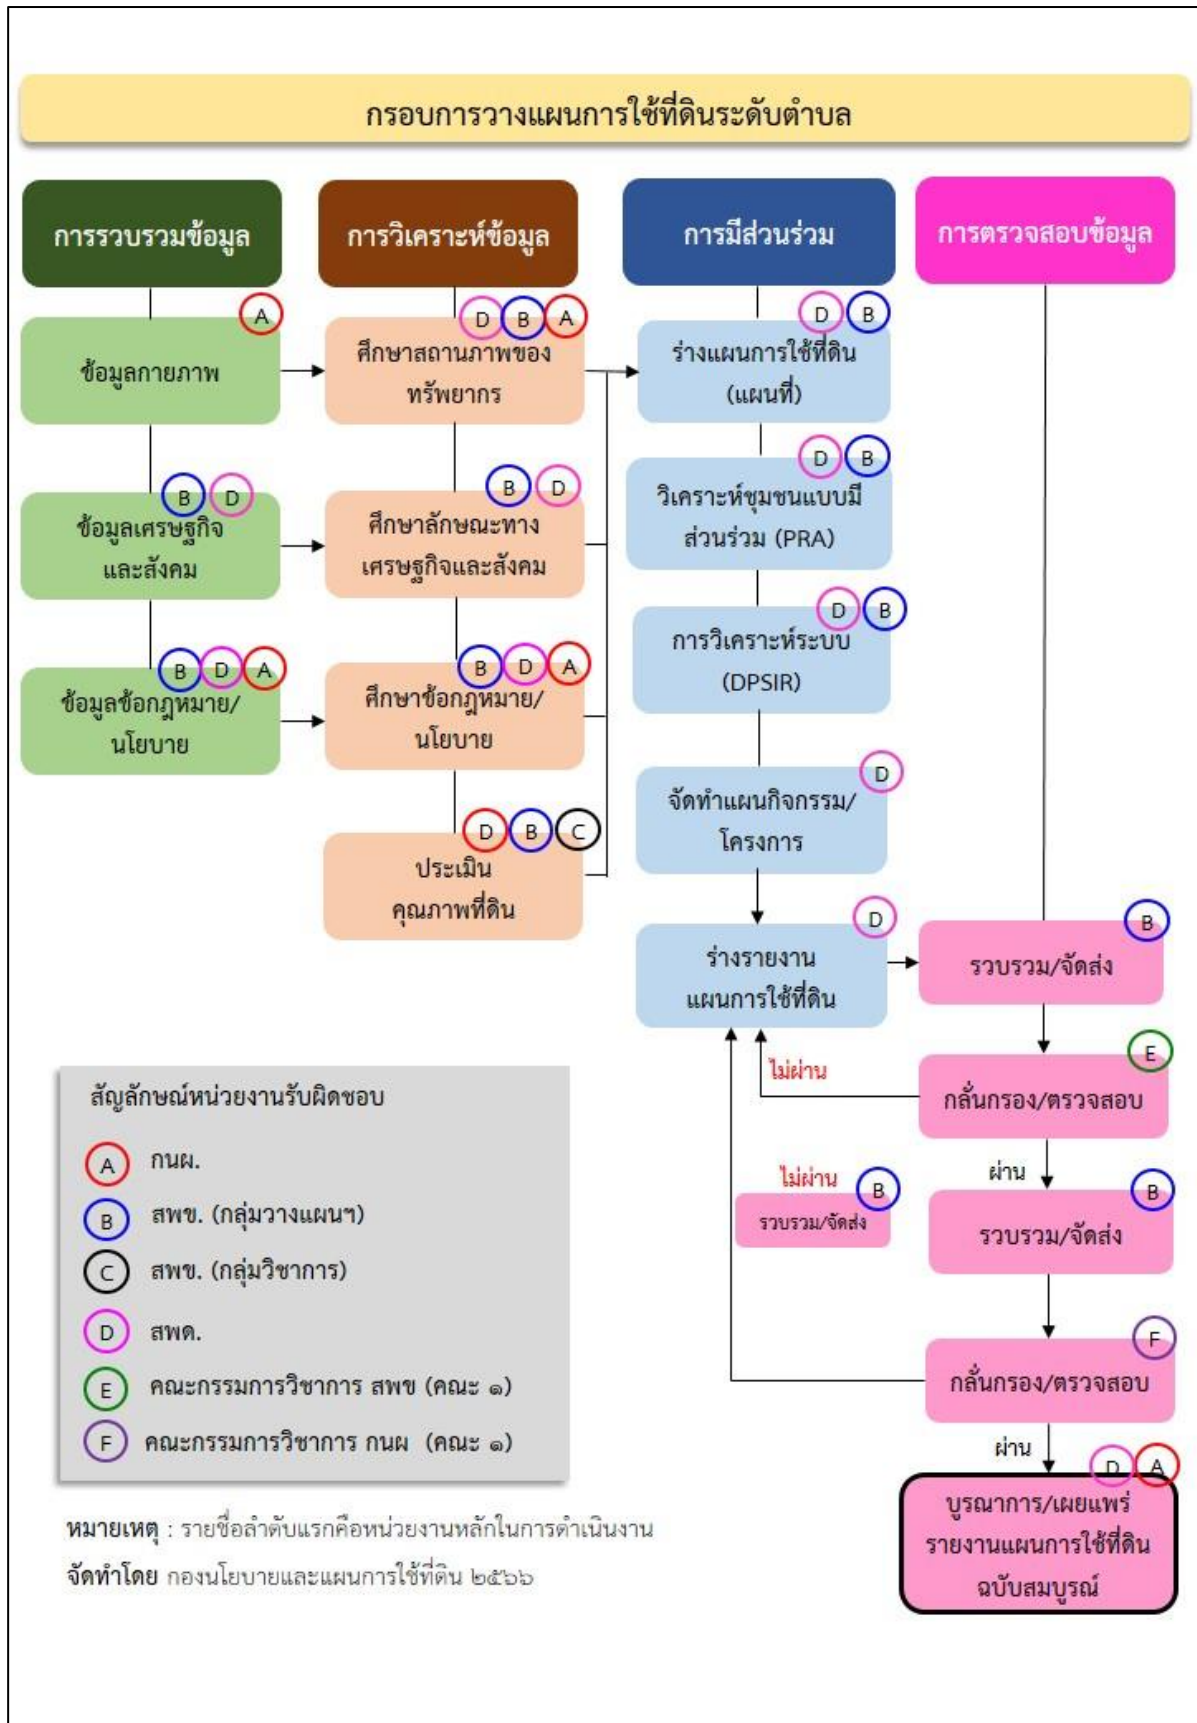 กรอบการวางแผนการใช้ที่ดินระดับตำบล
การรวบรวมข้อมูล
A
ข้อมูลกายภาพ
B D
ข้อมูลเศรษฐกิจ
และสังคม
B D A
ข้อมูลข้อกฎหมาย/
นโยบาย
การวิเคราะห์ข้อมูล
D B A
ศึกษาสถานภาพของ
ทรัพยากร
B D
ศึกษาลักษณะทาง
เศรษฐกิจและสังคม
B D A
ศึกษาข้อกฎหมาย/
นโยบาย
D B C
ประเมิน
คุณภาพที่ดิน
การมีส่วนร่วม
D B
ร่างแผนการใช้ที่ดิน
(แผนที่)
D B
วิเคราะห์ชุมชนแบบมี
ส่วนร่วม (PRA)
D B
การวิเคราะห์ระบบ
(DPSIR)
D
จัดทำแผนกิจกรรม/
โครงการ
D
ร่างรายงาน
แผนการใช้ที่ดิน
การตรวจสอบข้อมูล
B
รวบรวม/จัดส่ง
E
กลั่นกรอง/ตรวจสอบ
ไม่ผ่าน
ผ่าน
B
รวบรวม/จัดส่ง
ไม่ผ่าน
B
รวบรวม/จัดส่ง
F
กลั่นกรอง/ตรวจสอบ
ผ่าน
D A
บูรณาการ/เผยแพร่
รายงานแผนการใช้ที่ดิน
ฉบับสมบูรณ์
สัญลักษณ์หน่วยงานรับผิดชอบ
A กนผ.
B สพข. (กลุ่มวางแผนฯ)
C สพข. (กลุ่มวิชาการ)
D สพด.
E คณะกรรมการวิชาการ สพข (คณะ ๑)
F คณะกรรมการวิชาการ กนผ (คณะ ๑)
หมายเหตุ : รายชื่อลำดับแรกคือหน่วยงานหลักในการดำเนินงาน
จัดทำโดย กองนโยบายและแผนการใช้ที่ดิน ๒๕๖๖